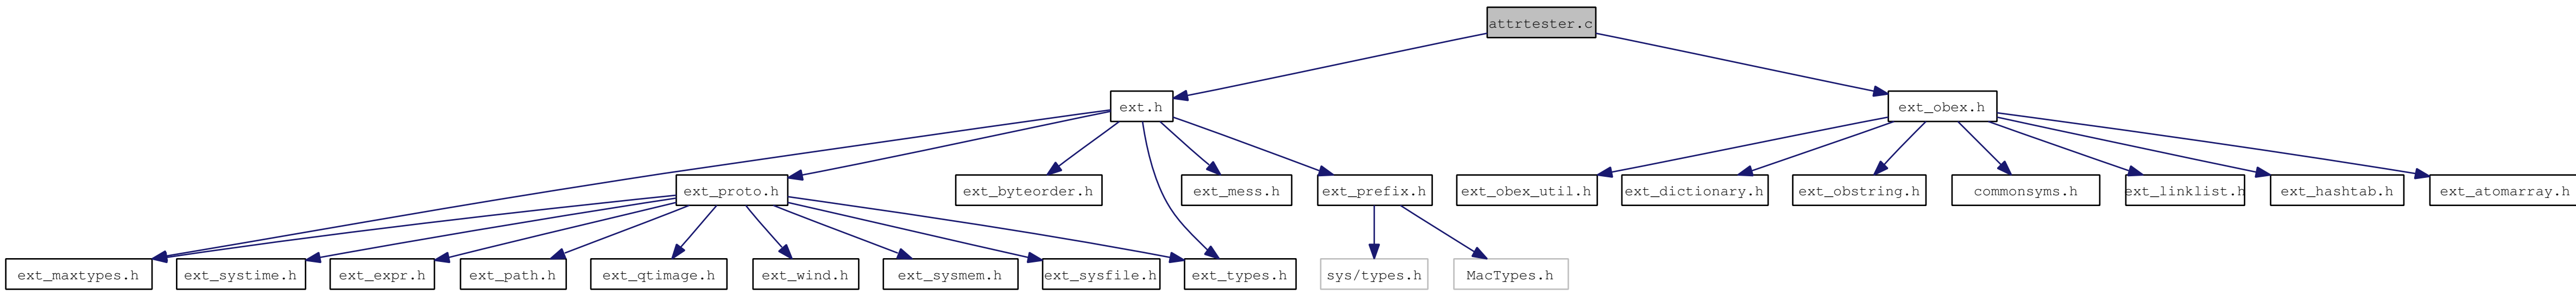 attrtester.c
ext.h
ext_obex.h
ext_proto.h
ext_byteorder.h
ext_mess.h
ext_prefix.h
ext_obex_util.h
ext_dictionary.h
ext_obstring.h
commonsyms.h
ext_linklist.h
ext_hashtab.h
ext_atomarray.h
ext_maxtypes.h
ext_systime.h
ext_expr.h
ext_path.h
ext_qtimage.h
ext_wind.h
ext_sysmem.h
ext_sysfile.h
ext_types.h
sys/types.h
MacTypes.h